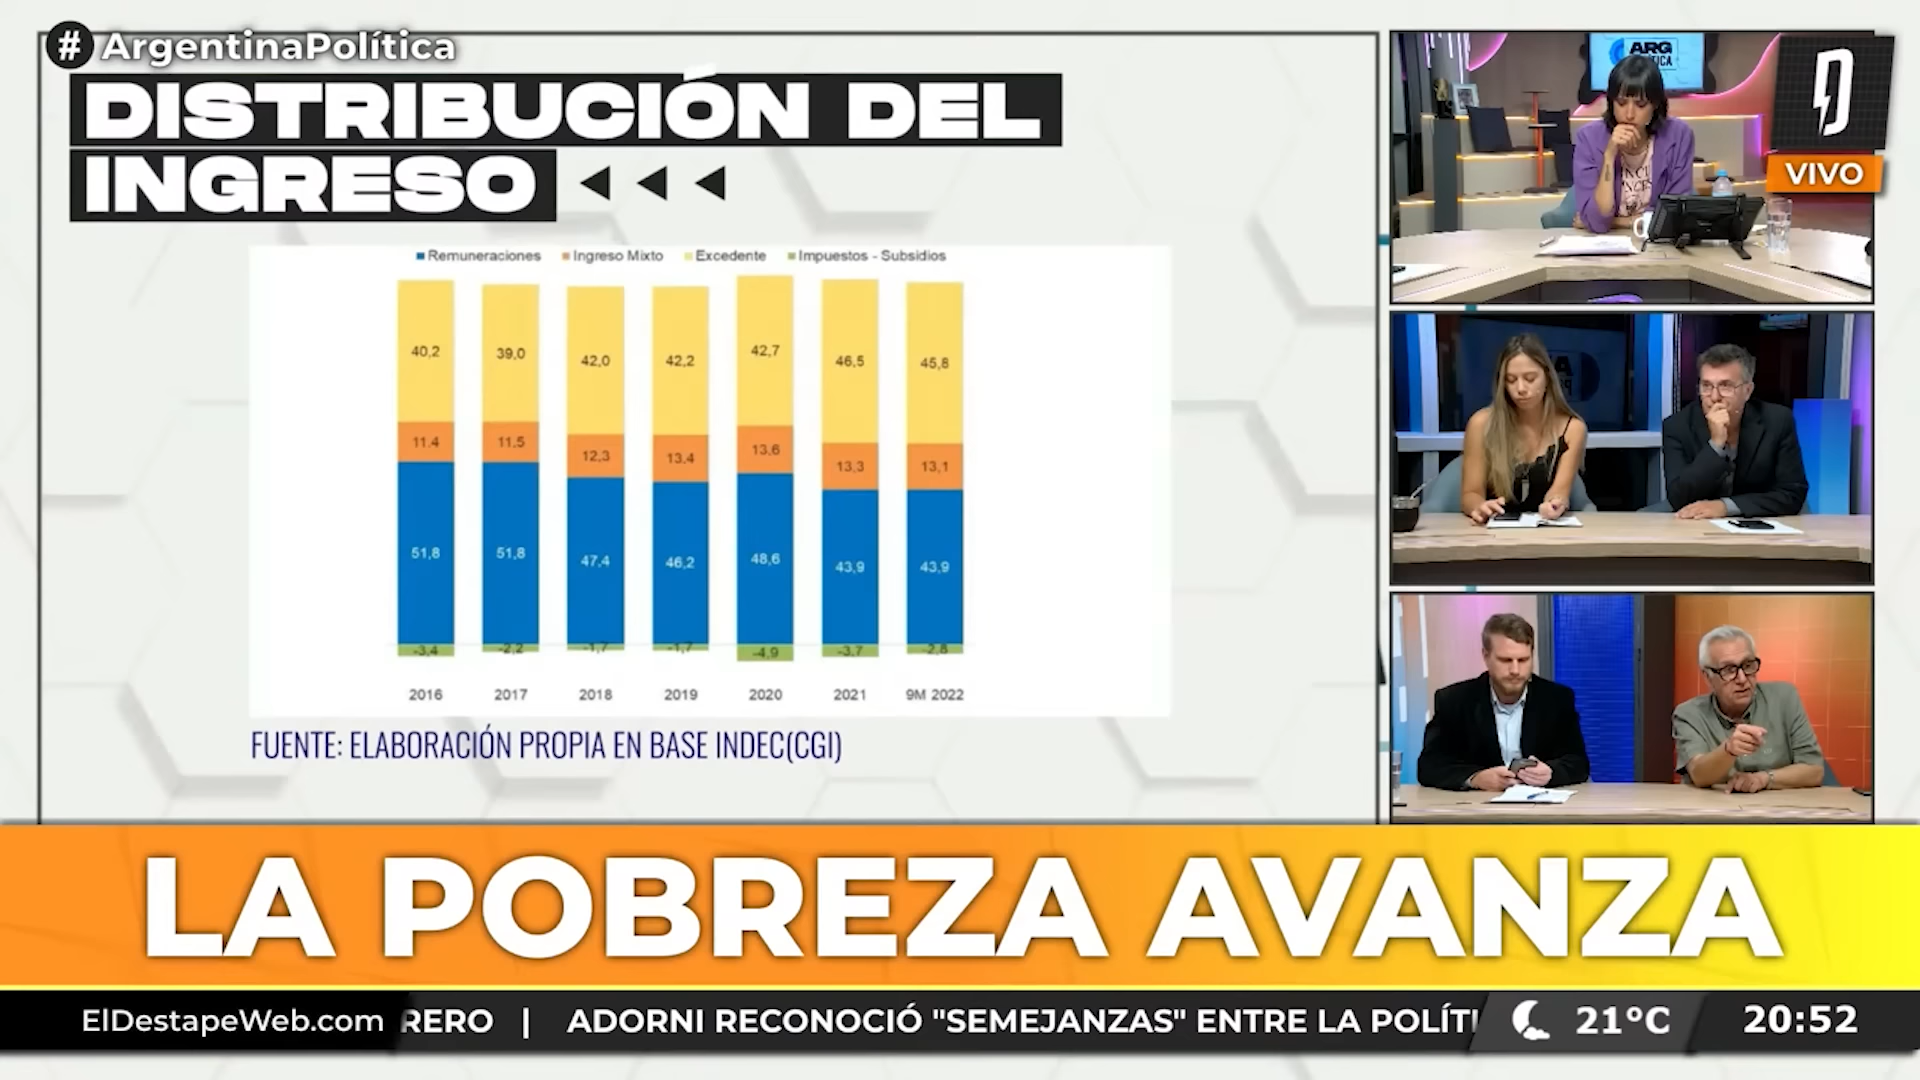 # ArgentinaPolítica
DISTRIBUCIÓN DEL
INGRESO
Remuneraciones Ingreso Mixto Excedente Impuestos - Subsidios
40,2 39,0 42,0 42,2 42,7 46,5 45,8
11,4 11,5 12,3 13,4 13,6 13,3 13,1
51,8 51,8 47,4 46,2 48,6 43,9 43,9
-3,4 -2,2 -1,7 -1,7 -4,9 -3,7 -2,8
2016 2017 2018 2019 2020 2021 9M 2022
FUENTE: ELABORACIÓN PROPIA EN BASE INDEC(CGI)
ARG
VIVO
LA POBREZA AVANZA
ElDestapeWeb.com RERO | ADORNI RECONOCIÓ "SEMEJANZAS" ENTRE LA POLÍTI 21°C 20:52